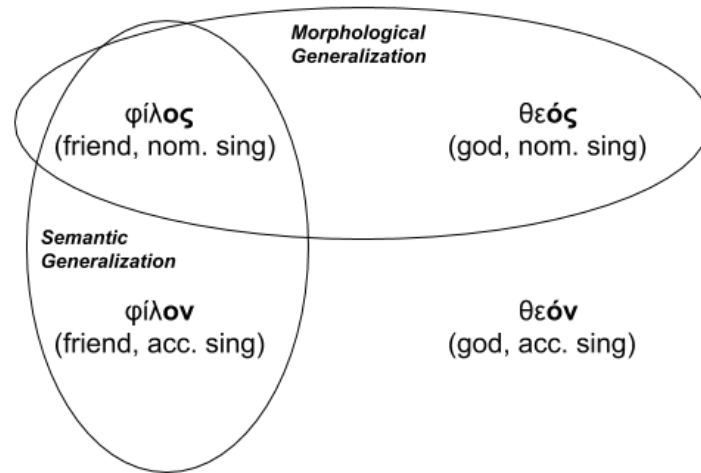 Morphological
Generalization
φίλος
(friend, nom. sing)
θεός
(god, nom. sing)
Semantic
Generalization
φίλον
(friend, acc. sing)
θεόν
(god, acc. sing)